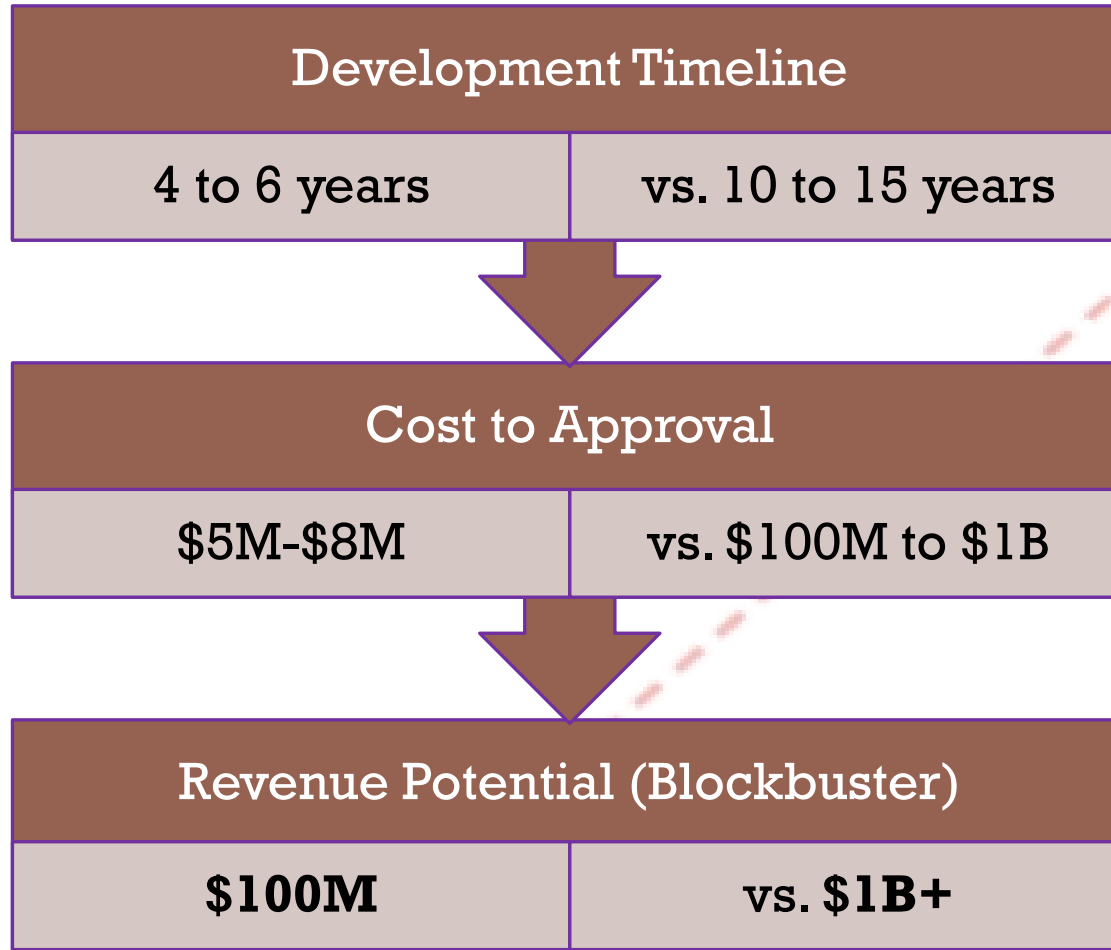 Development Timeline
4 to 6 years
vs. 10 to 15 years
Cost to Approval
$5M-$8M
vs. $100M to $1B
Revenue Potential (Blockbuster)
$100M
vs. $1B+